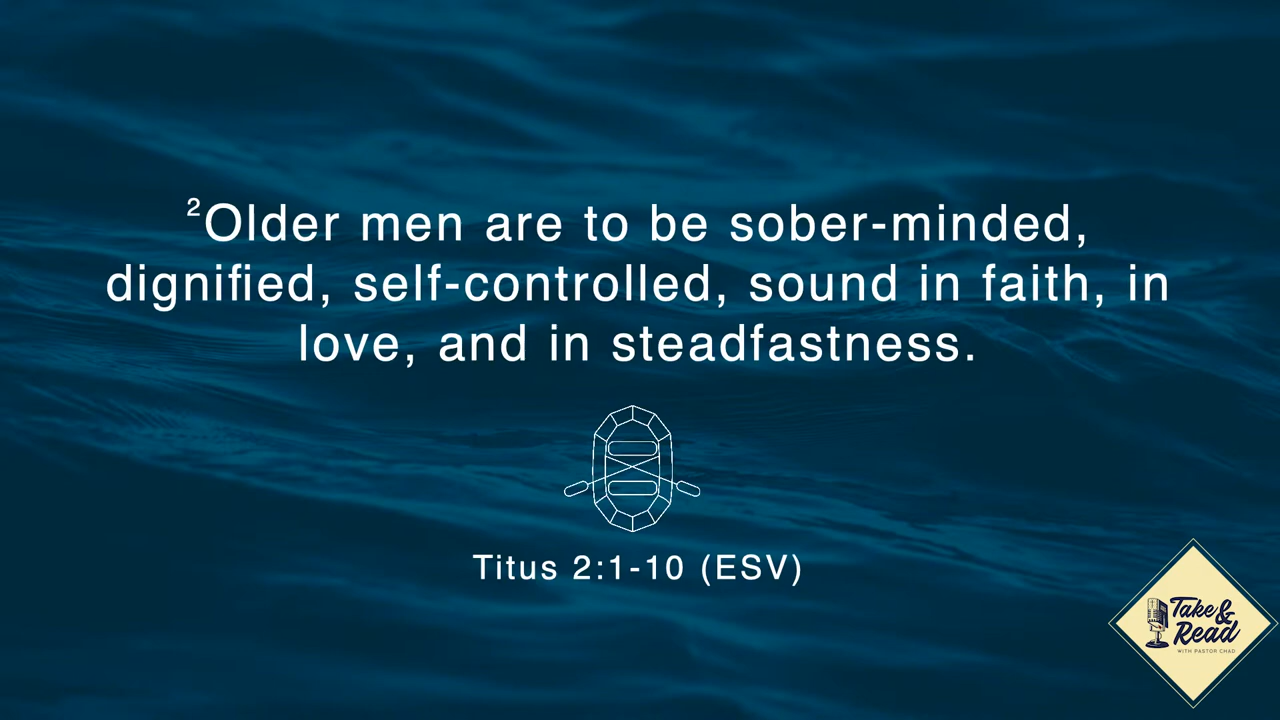 ²Older men are to be sober-minded,
dignified, self-controlled, sound in faith, in
love, and in steadfastness.
Titus 2:1-10 (ESV)
Take &
Read
WITH PASTOR CHAD